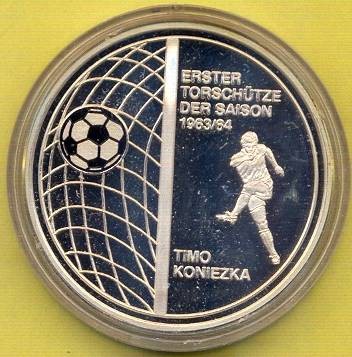 ERSTER
TORSCHÜTZE
DER SAISON
1963/64
TIMO
KONIEZKA